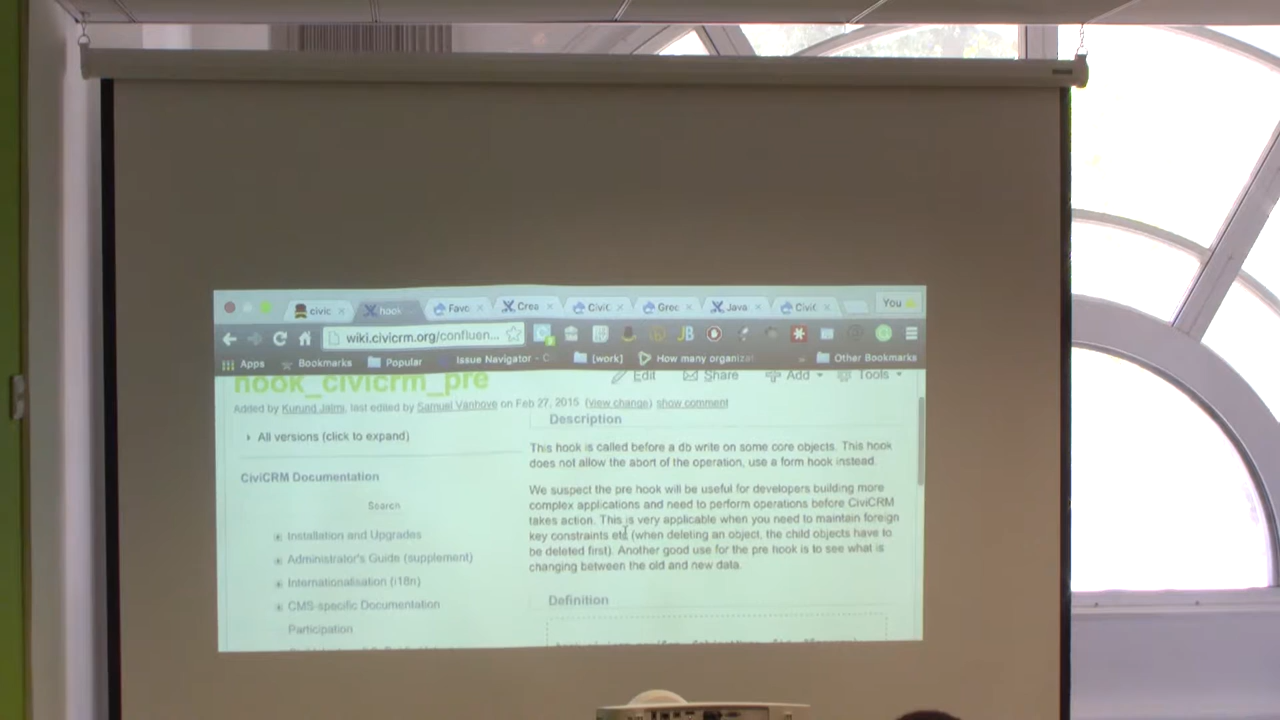 civic
hook
Favc
Crea
CiviC
Groc
Java
CiviC
You
wiki.civicrm.org/confluen...
JB
Apps
Bookmarks
Popular
Issue Navigator - C
[work]
How many organizat
Other Bookmarks
hook_civicrm_pre
Edit
Share
Add
Tools
Added by Kurund Jalmi, last edited by Samuel Vanhove on Feb 27, 2015 (view change) show comment
All versions (click to expand)
CiviCRM Documentation
Search
Installation and Upgrades
Administrator's Guide (supplement)
Internationalisation (i18n)
CMS-specific Documentation
Participation
Description
This hook is called before a db write on some core objects. This hook
does not allow the abort of the operation, use a form hook instead.
We suspect the pre hook will be useful for developers building more
complex applications and need to perform operations before CiviCRM
takes action. This is very applicable when you need to maintain foreign
key constraints etc (when deleting an object, the child objects have to
be deleted first). Another good use for the pre hook is to see what is
changing between the old and new data.
Definition